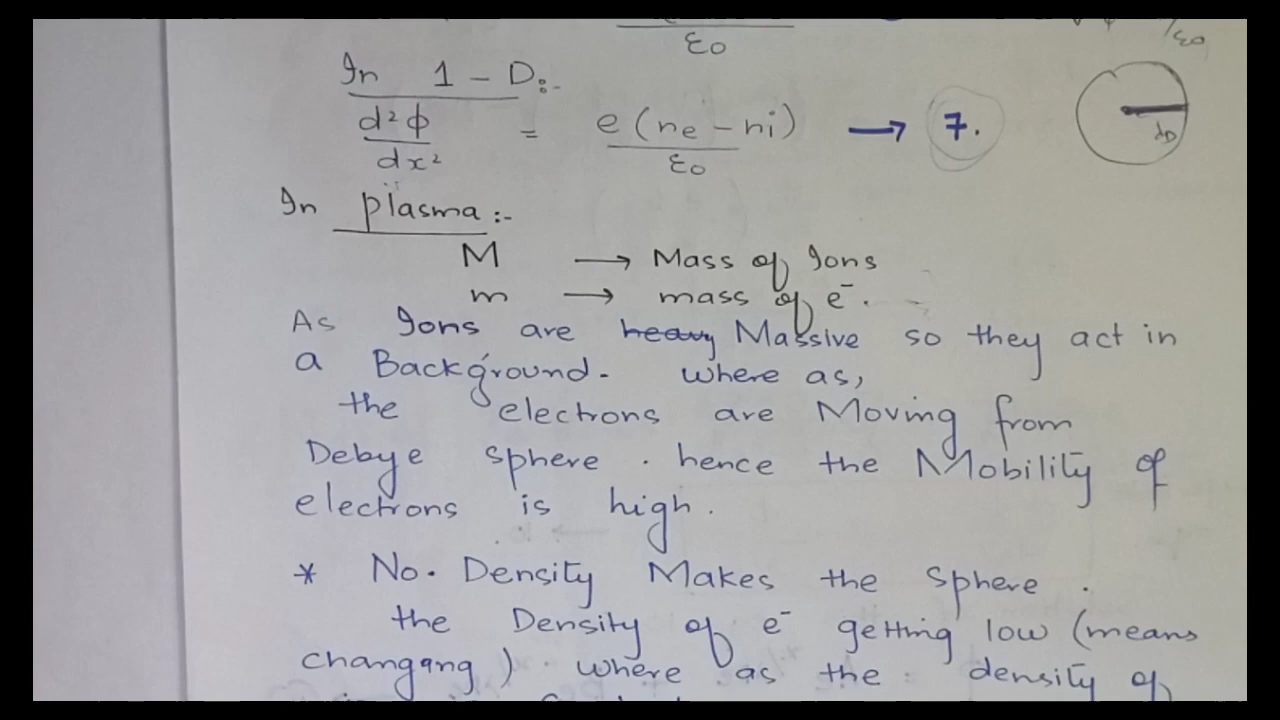 ε0
/ε0
In 1-D:-
d²φ/dx² = e(ne-ni)/ε0 → 7.
λD
In plasma:-
M → Mass of Ions
m → mass of e⁻.
As Ions are heavy Massive so they act in
a Background. where as,
the electrons are Moving from
Debye sphere. hence the Mobility of
electrons is high.
* No. Density Makes the sphere.
the Density of e⁻ getting low (means
changang) where as the density of